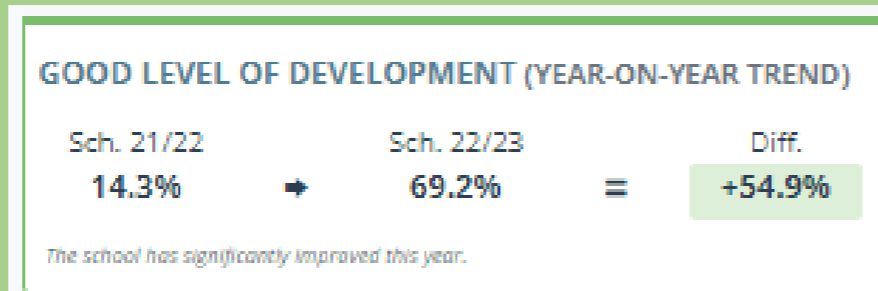 GOOD LEVEL OF DEVELOPMENT (YEAR-ON-YEAR TREND)
Sch. 21/22 Sch. 22/23 Diff.
14.3% 🡆 69.2% ≡ +54.9%
The school has significantly improved this year.